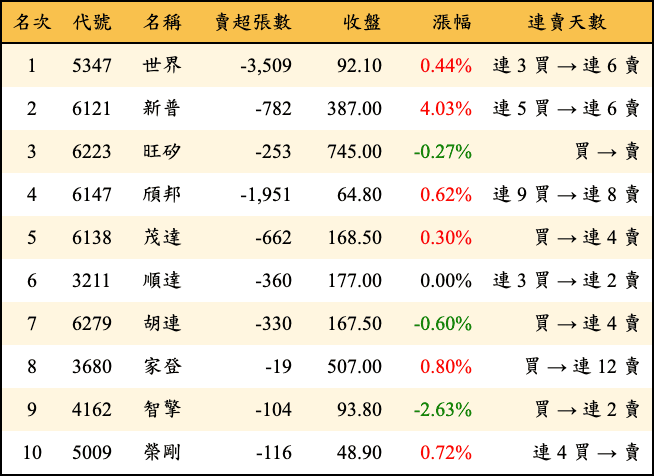 名次 代號 名稱 賣超張數 收盤 漲幅 連賣天數
1 5347 世界 -3,509 92.10 0.44% 連 3 買 → 連 6 賣
2 6121 新普 -782 387.00 4.03% 連 5 買 → 連 6 賣
3 6223 旺矽 -253 745.00 -0.27% 買 → 賣
4 6147 頎邦 -1,951 64.80 0.62% 連 9 買 → 連 8 賣
5 6138 茂達 -662 168.50 0.30% 買 → 連 4 賣
6 3211 順達 -360 177.00 0.00% 連 3 買 → 連 2 賣
7 6279 胡連 -330 167.50 -0.60% 買 → 連 4 賣
8 3680 家登 -19 507.00 0.80% 買 → 連 12 賣
9 4162 智擎 -104 93.80 -2.63% 買 → 連 2 賣
10 5009 榮剛 -116 48.90 0.72% 連 4 買 → 賣